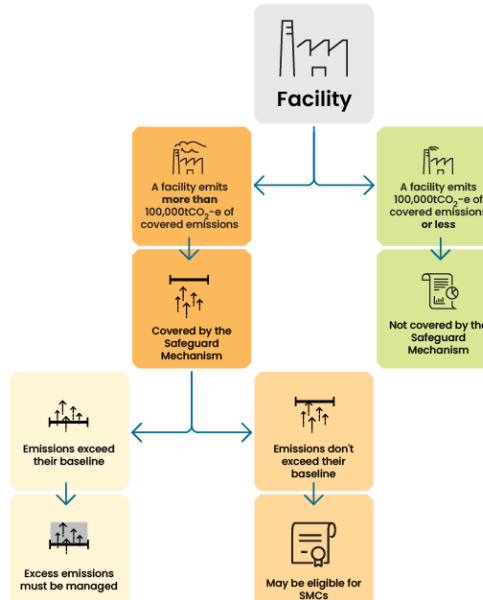 Facility
A facility emits
more than
100,000tCO₂-e of
covered emissions
A facility emits
100,000tCO₂-e of
covered emissions
or less
Covered by the
Safeguard
Mechanism
Not covered by the
Safeguard
Mechanism
Emissions exceed
their baseline
Emissions don't
exceed their
baseline
Excess emissions
must be managed
May be eligible for
SMCs